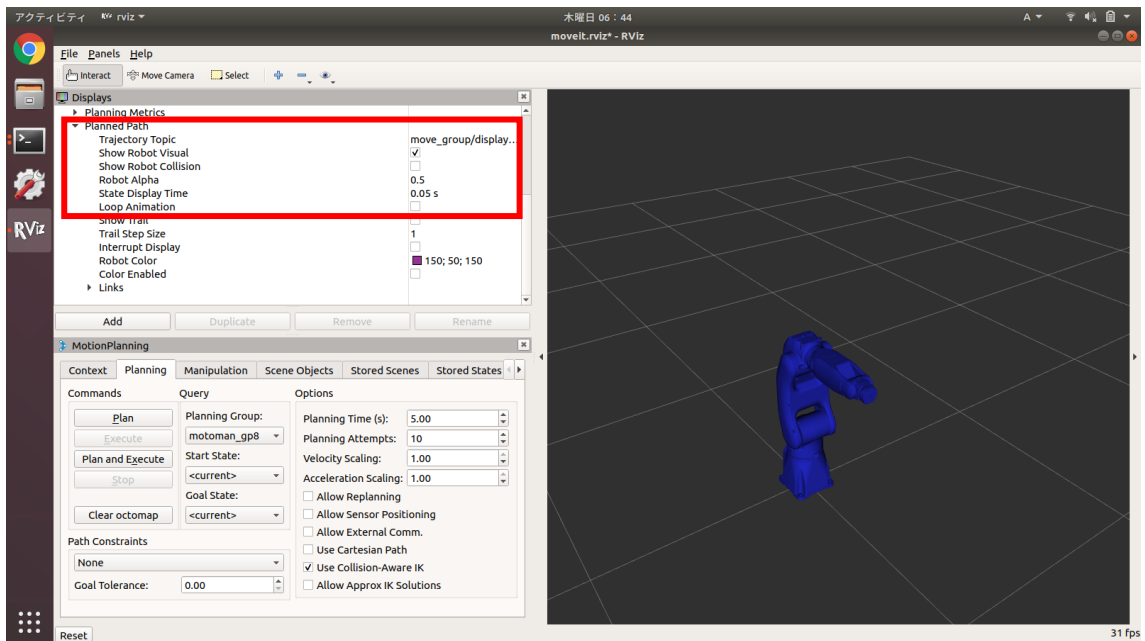 アクティビティ RViz rviz ▾ 木曜日 06：44 A ▾
moveit.rviz* - RViz
File Panels Help
Interact Move Camera Select
Displays
Planning Metrics
Planned Path
Trajectory Topic move_group/display...
Show Robot Visual
Show Robot Collision
Robot Alpha 0.5
State Display Time 0.05 s
Loop Animation
Show Trail
Trail Step Size 1
Interrupt Display
Robot Color 150; 50; 150
Color Enabled
Links
RViz
Add Duplicate Remove Rename
MotionPlanning
Context Planning Manipulation Scene Objects Stored Scenes Stored States
Commands Query Options
Plan Planning Group: Planning Time (s): 5.00
Execute motoman_gp8 Planning Attempts: 10
Plan and Execute Start State: Velocity Scaling: 1.00
Stop <current> Acceleration Scaling: 1.00
Goal State: Allow Replanning
Clear octomap <current> Allow Sensor Positioning
Allow External Comm.
Path Constraints Use Cartesian Path
None Use Collision-Aware IK
Goal Tolerance: 0.00 Allow Approx IK Solutions
Reset 31 fps